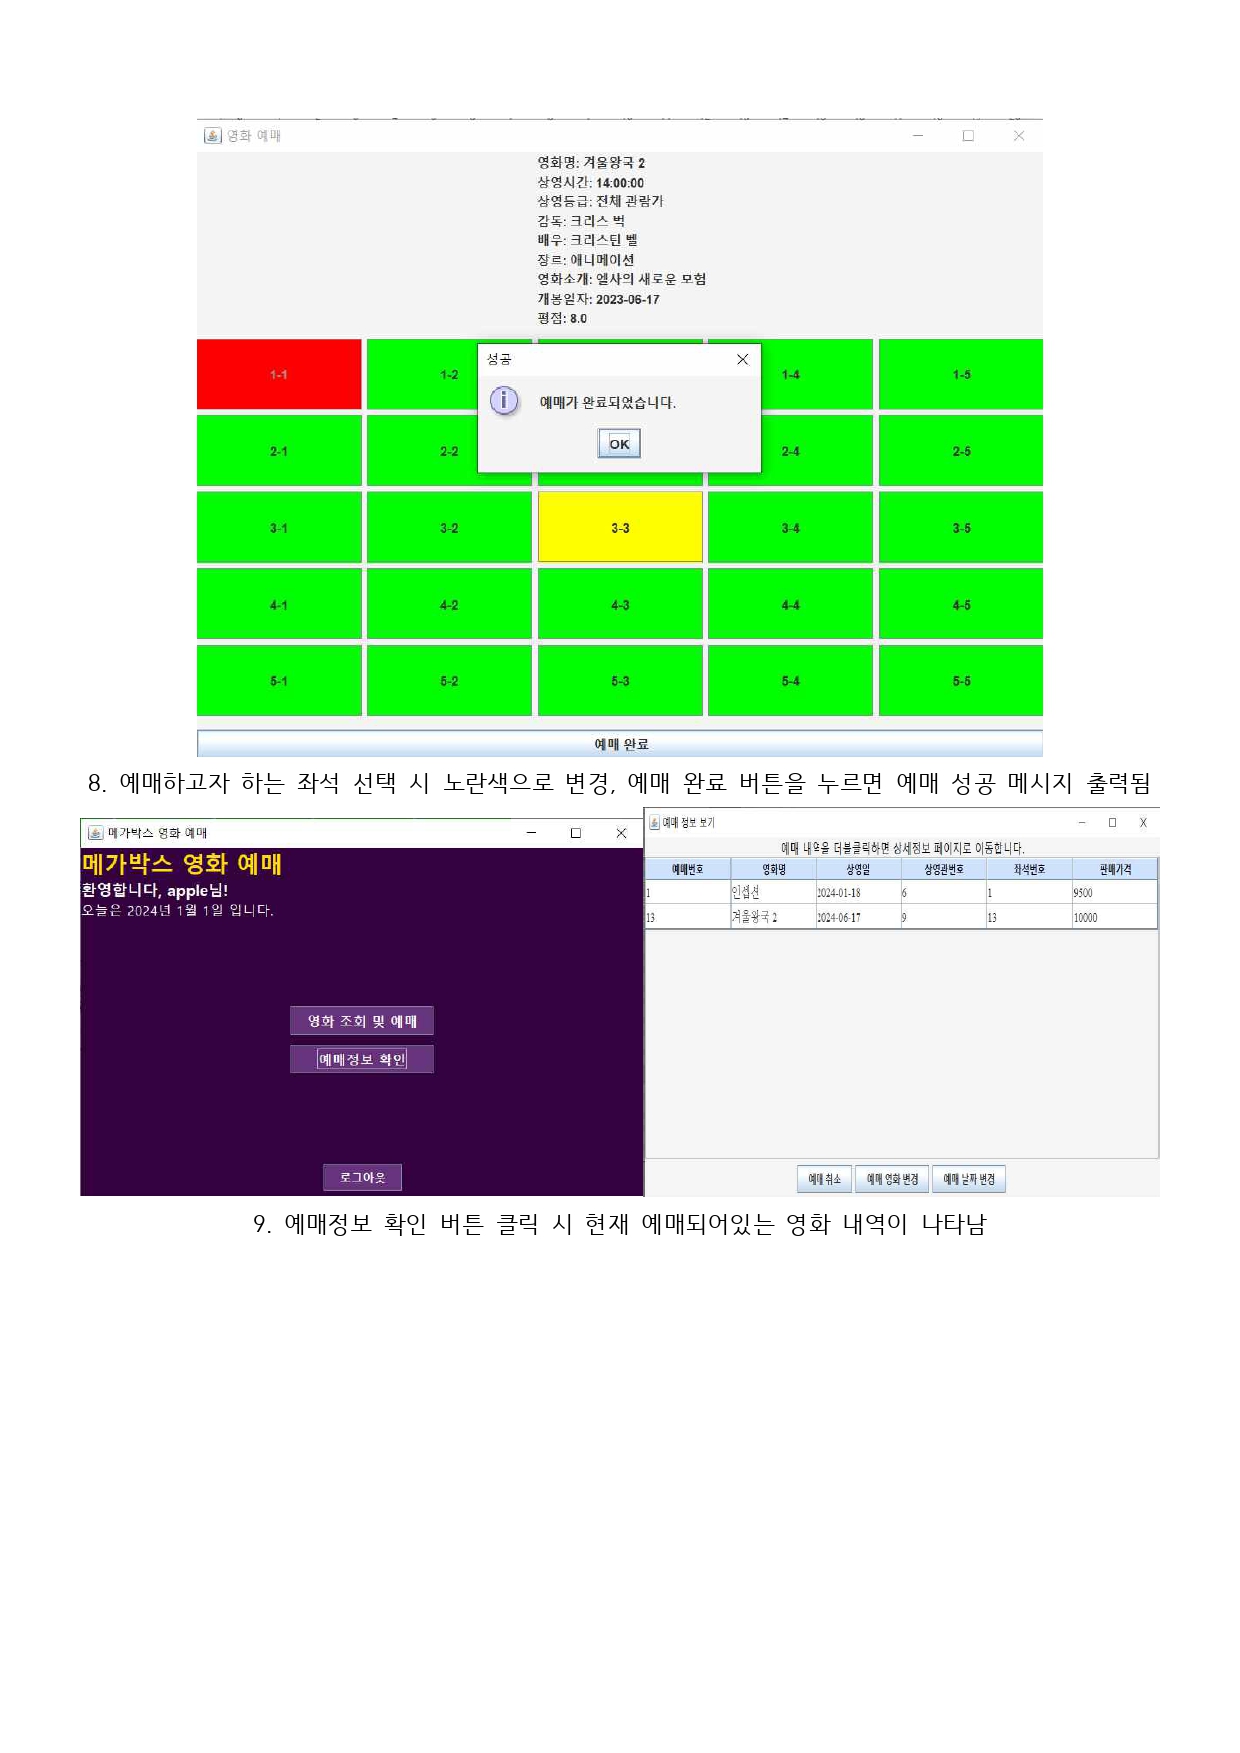 영화 예매
영화명: 겨울왕국 2
상영시간: 14:00:00
상영등급: 전체 관람가
감독: 크리스 벅
배우: 크리스틴 벨
장르: 애니메이션
영화소개: 엘사의 새로운 모험
개봉일자: 2023-06-17
평점: 8.0
성공
1-1 1-2 1-4 1-5
예매가 완료되었습니다.
OK
2-1 2-2 2-4 2-5
3-1 3-2 3-3 3-4 3-5
4-1 4-2 4-3 4-4 4-5
5-1 5-2 5-3 5-4 5-5
예매 완료
8. 예매하고자 하는 좌석 선택 시 노란색으로 변경, 예매 완료 버튼을 누르면 예매 성공 메시지 출력됨
메가박스 영화 예매
메가박스 영화 예매
환영합니다, apple님!
오늘은 2024년 1월 1일 입니다.
영화 조회 및 예매
예매정보 확인
로그아웃
예매 정보 보기
예매 내역을 더블클릭하면 상세정보 페이지로 이동합니다.
예매번호 영화명 상영일 상영관번호 좌석번호 판매가격
1 인셉션 2024-01-18 6 1 9500
13 겨울왕국 2 2024-06-17 9 13 10000
예매 취소 예매 영화 변경 예매 날짜 변경
9. 예매정보 확인 버튼 클릭 시 현재 예매되어있는 영화 내역이 나타남